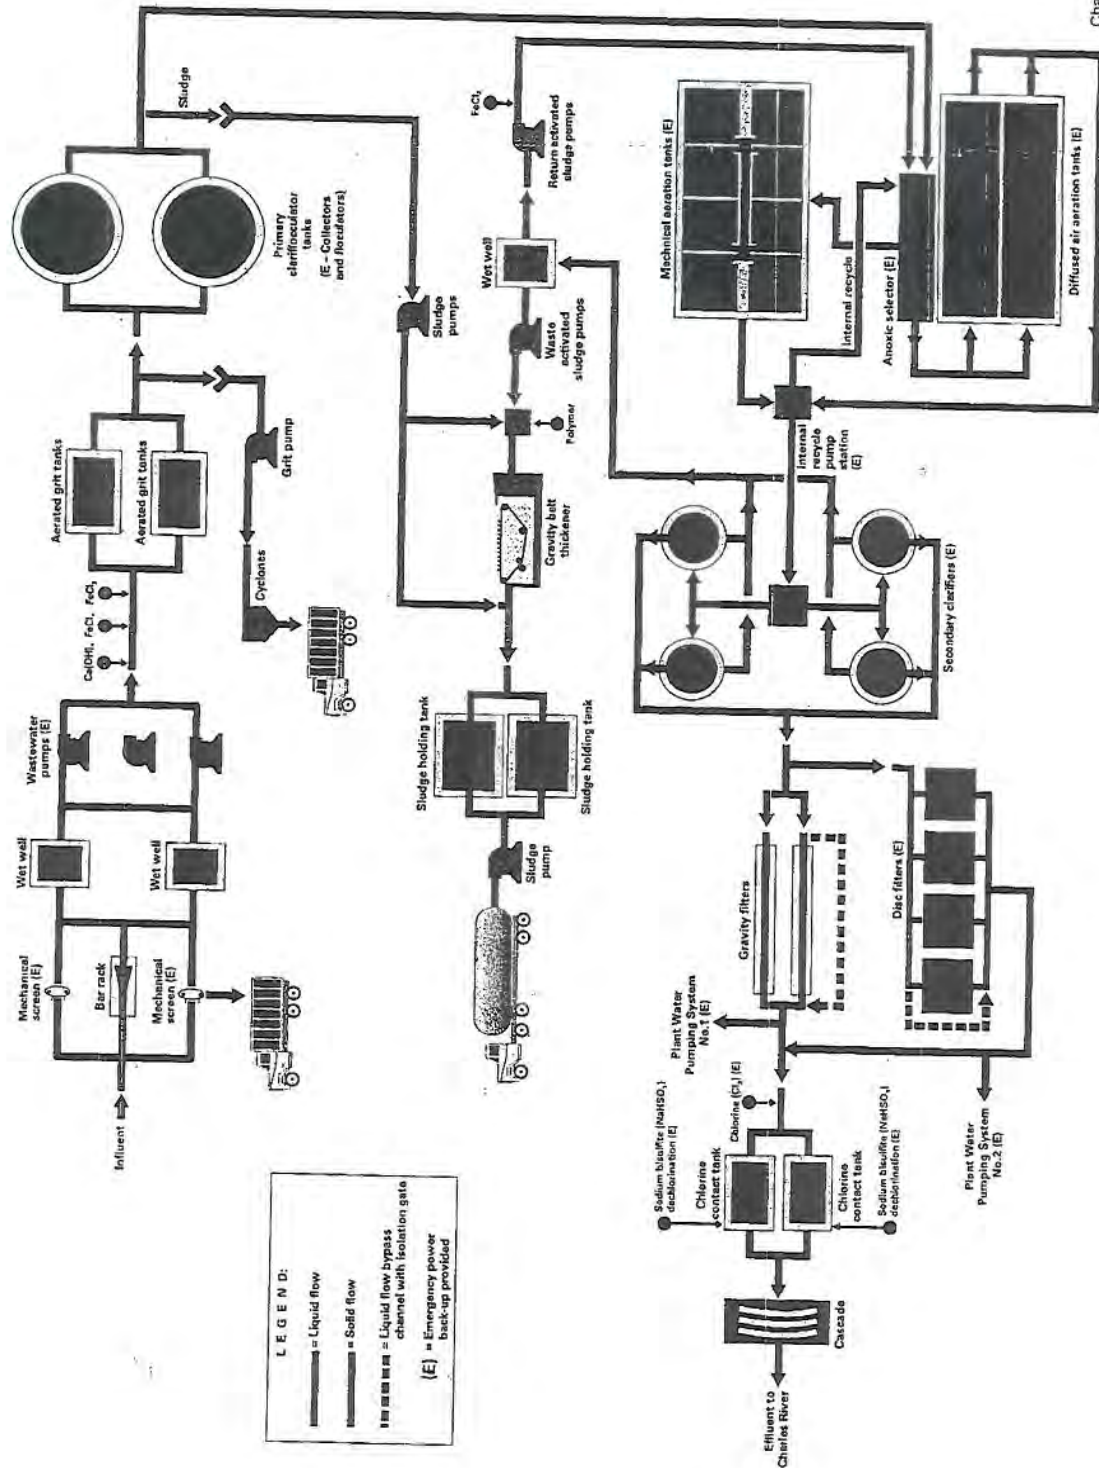 Influent
Mechanical
screen (E)
Bar rack
Mechanical
screen (E)
Wet well
Wet well
Wastewater
pumps (E)
Ca(OH)₂
FeCl₃
FeCl₃
Aerated grit tanks
Aerated grit tanks
Grit pump
Cyclones
Primary
clariflocculator
tanks
(E – Collectors
and floculators)
Sludge
Sludge
pumps
Wet well
Waste
activated
sludge pumps
Return activated
sludge pumps
FeCl₃
Polymer
Gravity belt
thickener
Sludge holding tank
Sludge holding tank
Sludge
pump
Mechnical aeration tanks (E)
Internal recycle
Anoxic selector (E)
Diffused air aeration tanks (E)
Internal
recycle
pump
station
(E)
Secondary clarifiers (E)
Gravity filters
Disc filters (E)
Plant Water
Pumping System
No.1 (E)
Plant Water
Pumping System
No.2 (E)
Chlorine (Cl₂) (E)
Sodium bisulfite (NaHSO₃)
dechlorination (E)
Chlorine
contact tank
Chlorine
contact tank
Sodium bisulfite (NaHSO₃)
dechlorination (E)
Cascade
Effluent to
Charles River
LEGEND:
= Liquid flow
= Solid flow
= Liquid flow bypass
channel with isolation gate
(E) = Emergency power
back-up provided
Cha